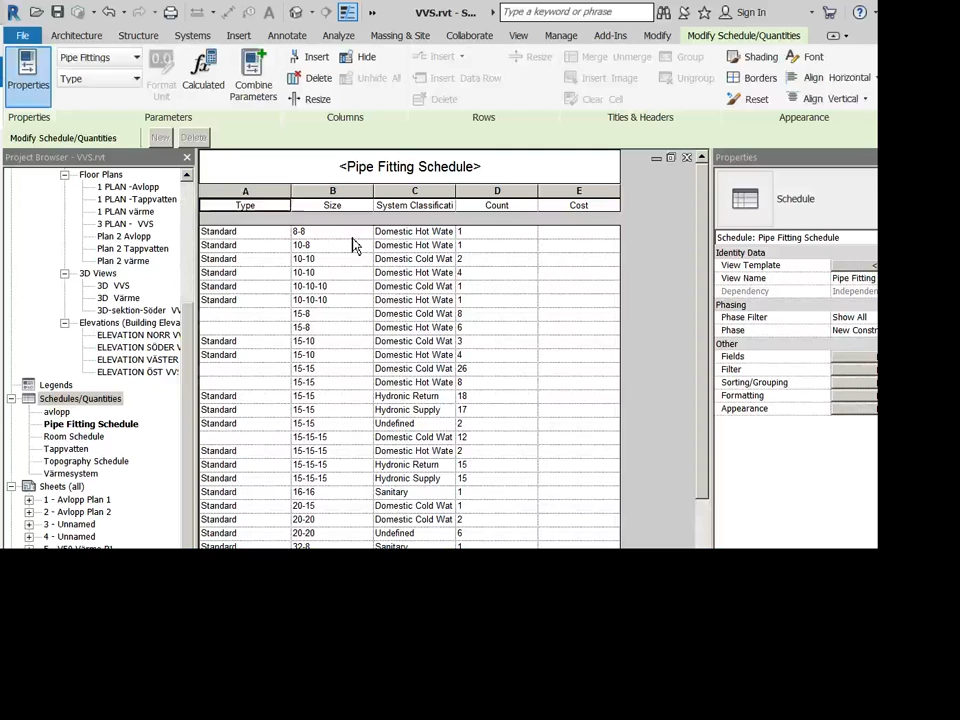 VVS.rvt - S...
Type a keyword or phrase
Sign In
File Architecture Structure Systems Insert Annotate Analyze Massing & Site Collaborate View Manage Add-Ins Modify Modify Schedule/Quantities
Properties
Pipe Fittings
Type
Format Unit
Calculated
Combine Parameters
Insert Hide
Delete Unhide All
Resize
Insert Resize
Insert Data Row
Delete
Merge Unmerge Group
Insert Image Ungroup
Clear Cell
Shading Font
Borders Align Horizontal
Reset Align Vertical
Properties Parameters Columns Rows Titles & Headers Appearance
Modify Schedule/Quantities New Delete
Project Browser - VVS.rvt
Floor Plans
1 PLAN -Avlopp
1 PLAN -Tappvatten
1 PLAN värme
3 PLAN - VVS
Plan 2 Avlopp
Plan 2 Tappvatten
Plan 2 värme
3D Views
3D VVS
3D Värme
3D-sektion-Söder VV
Elevations (Building Eleva
ELEVATION NORR V
ELEVATION SÖDER V
ELEVATION VÄSTER
ELEVATION ÖST VVS
Legends
Schedules/Quantities
avlopp
Pipe Fitting Schedule
Room Schedule
Tappvatten
Topography Schedule
Värmesystem
Sheets (all)
1 - Avlopp Plan 1
2 - Avlopp Plan 2
3 - Unnamed
4 - Unnamed
<Pipe Fitting Schedule>
A B C D E
Type Size System Classificati Count Cost
Standard 8-8 Domestic Hot Wate 1
Standard 10-8 Domestic Hot Wate 1
Standard 10-10 Domestic Cold Wat 2
Standard 10-10 Domestic Hot Wate 4
Standard 10-10-10 Domestic Cold Wat 1
Standard 10-10-10 Domestic Hot Wate 1
15-8 Domestic Cold Wat 8
15-8 Domestic Hot Wate 6
Standard 15-10 Domestic Cold Wat 3
Standard 15-10 Domestic Hot Wate 4
15-15 Domestic Cold Wat 26
15-15 Domestic Hot Wate 8
Standard 15-15 Hydronic Return 18
Standard 15-15 Hydronic Supply 17
Standard 15-15 Undefined 2
15-15-15 Domestic Cold Wat 12
Standard 15-15-15 Domestic Hot Wate 2
Standard 15-15-15 Hydronic Return 15
Standard 15-15-15 Hydronic Supply 15
Standard 16-16 Sanitary 1
Standard 20-15 Domestic Cold Wat 1
Standard 20-20 Domestic Cold Wat 2
Standard 20-20 Undefined 6
Standard 32-8 Sanitary 1
Properties
Schedule
Schedule: Pipe Fitting Schedule
Identity Data
View Template <
View Name Pipe Fitting
Dependency Independen
Phasing
Phase Filter Show All
Phase New Constr
Other
Fields
Filter
Sorting/Grouping
Formatting
Appearance